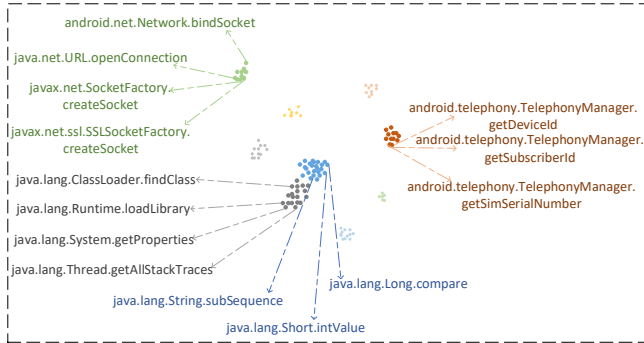 android.net.Network.bindSocket
java.net.URL.openConnection
javax.net.SocketFactory.
createSocket
javax.net.ssl.SSLSocketFactory.
createSocket
java.lang.ClassLoader.findClass
java.lang.Runtime.loadLibrary
java.lang.System.getProperties
java.lang.Thread.getAllStackTraces
java.lang.String.subSequence
java.lang.Short.intValue
java.lang.Long.compare
android.telephony.TelephonyManager.
getDeviceId
android.telephony.TelephonyManager.
getSubscriberId
android.telephony.TelephonyManager.
getSimSerialNumber